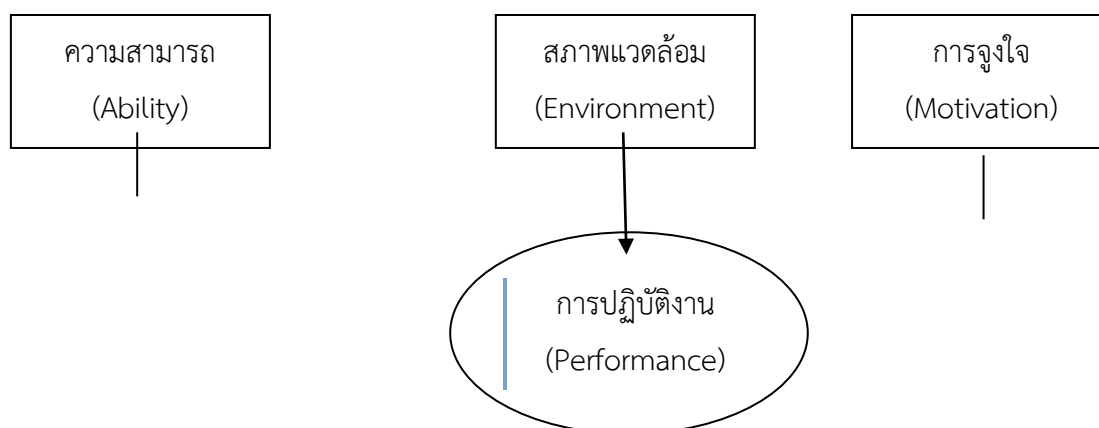 ความสามารถ
(Ability)
สภาพแวดล้อม
(Environment)
การจูงใจ
(Motivation)
การปฏิบัติงาน
(Performance)